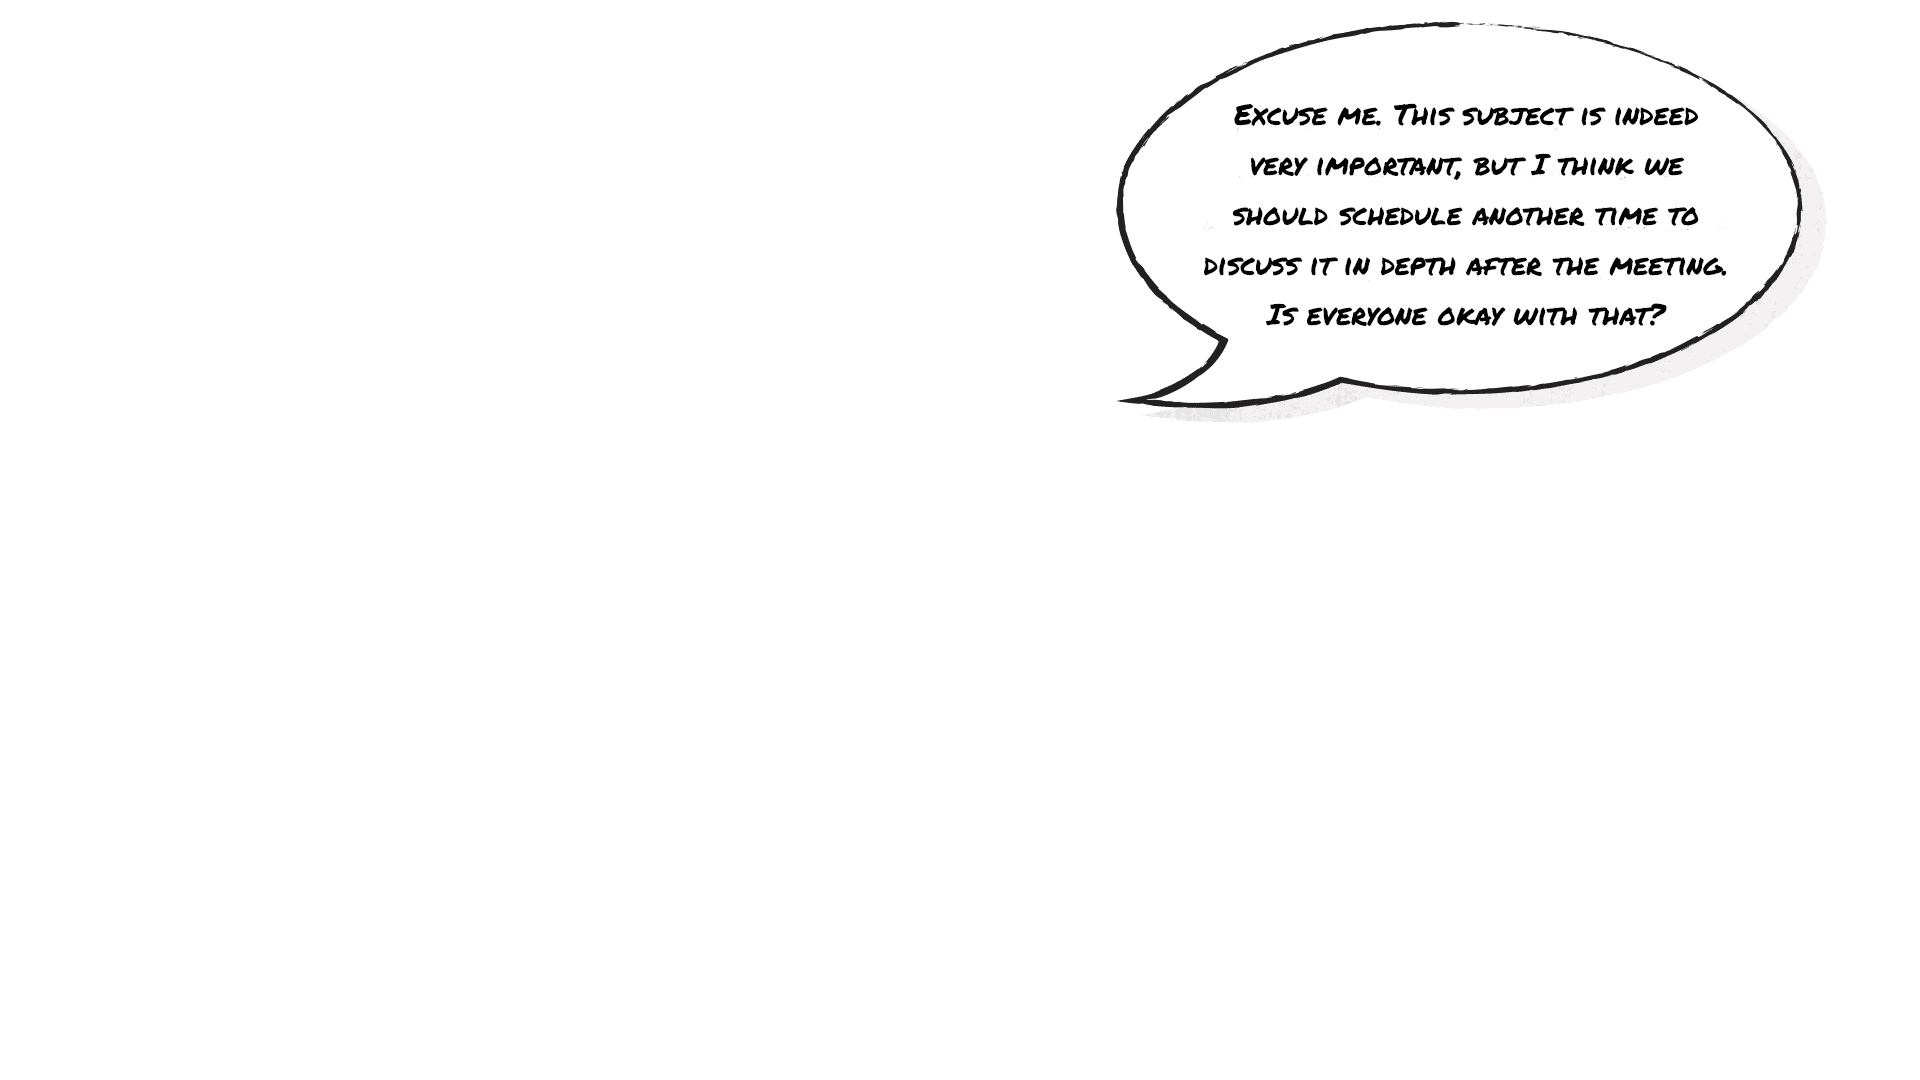 Excuse me. This subject is indeed
very important, but I think we
should schedule another time to
discuss it in depth after the meeting.
Is everyone okay with that?